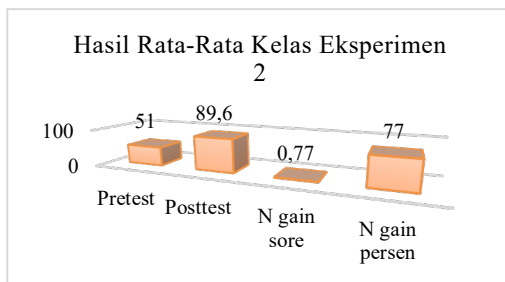 Hasil Rata-Rata Kelas Eksperimen
2
100
0
51
89,6
0,77
77
Pretest
Posttest
N gain
sore
N gain
persen